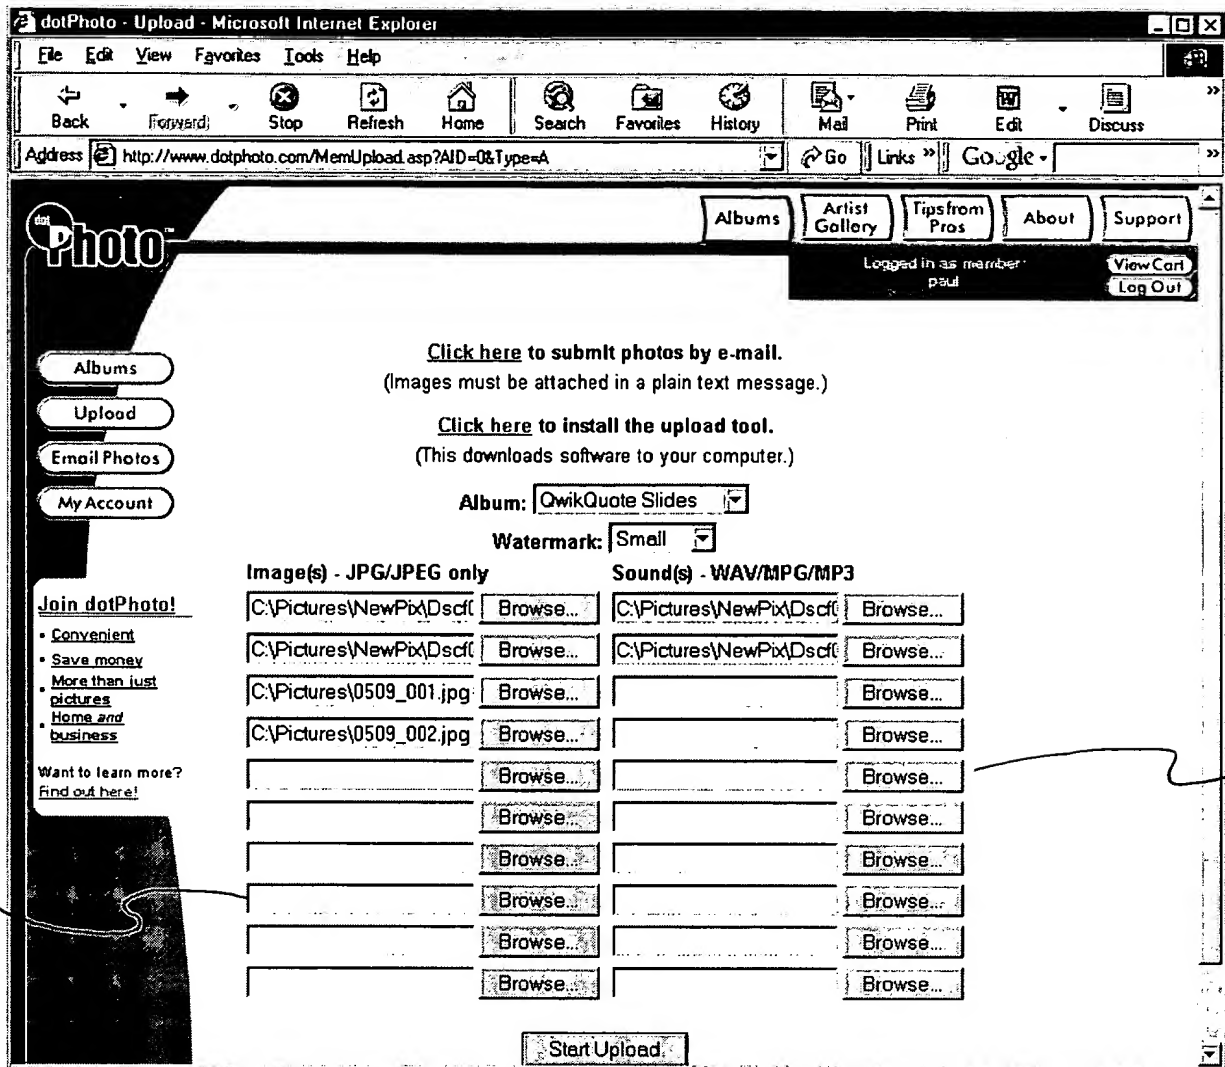 dotPhoto - Upload - Microsoft Internet Explorer
File Edit View Favorites Tools Help
Back Forward Stop Refresh Home Search Favorites History Mail Print Edit Discuss »
Address http://www.dotphoto.com/MemUpload.asp?AID=0&Type=A Go Links » Google »
dot Photo™
Albums
Artist Gallery
Tips from Pros
About
Support
Logged in as member:
paul
View Cart
Log Out
Albums
Upload
Email Photos
My Account
Click here to submit photos by e-mail.
(Images must be attached in a plain text message.)
Click here to install the upload tool.
(This downloads software to your computer.)
Album: QwikQuote Slides
Watermark: Small
Image(s) - JPG/JPEG only Sound(s) - WAV/MPG/MP3
C:\Pictures\NewPix\Dscf0 Browse... C:\Pictures\NewPix\Dscf0 Browse...
C:\Pictures\NewPix\Dscf0 Browse... C:\Pictures\NewPix\Dscf0 Browse...
C:\Pictures\0509_001.jpg Browse... Browse...
C:\Pictures\0509_002.jpg Browse... Browse...
Browse... Browse...
Browse... Browse...
Browse... Browse...
Browse... Browse...
Browse... Browse...
Browse... Browse...
Start Upload
Join dotPhoto!
• Convenient
• Save money
• More than just
pictures
• Home and
business
Want to learn more?
Find out here!